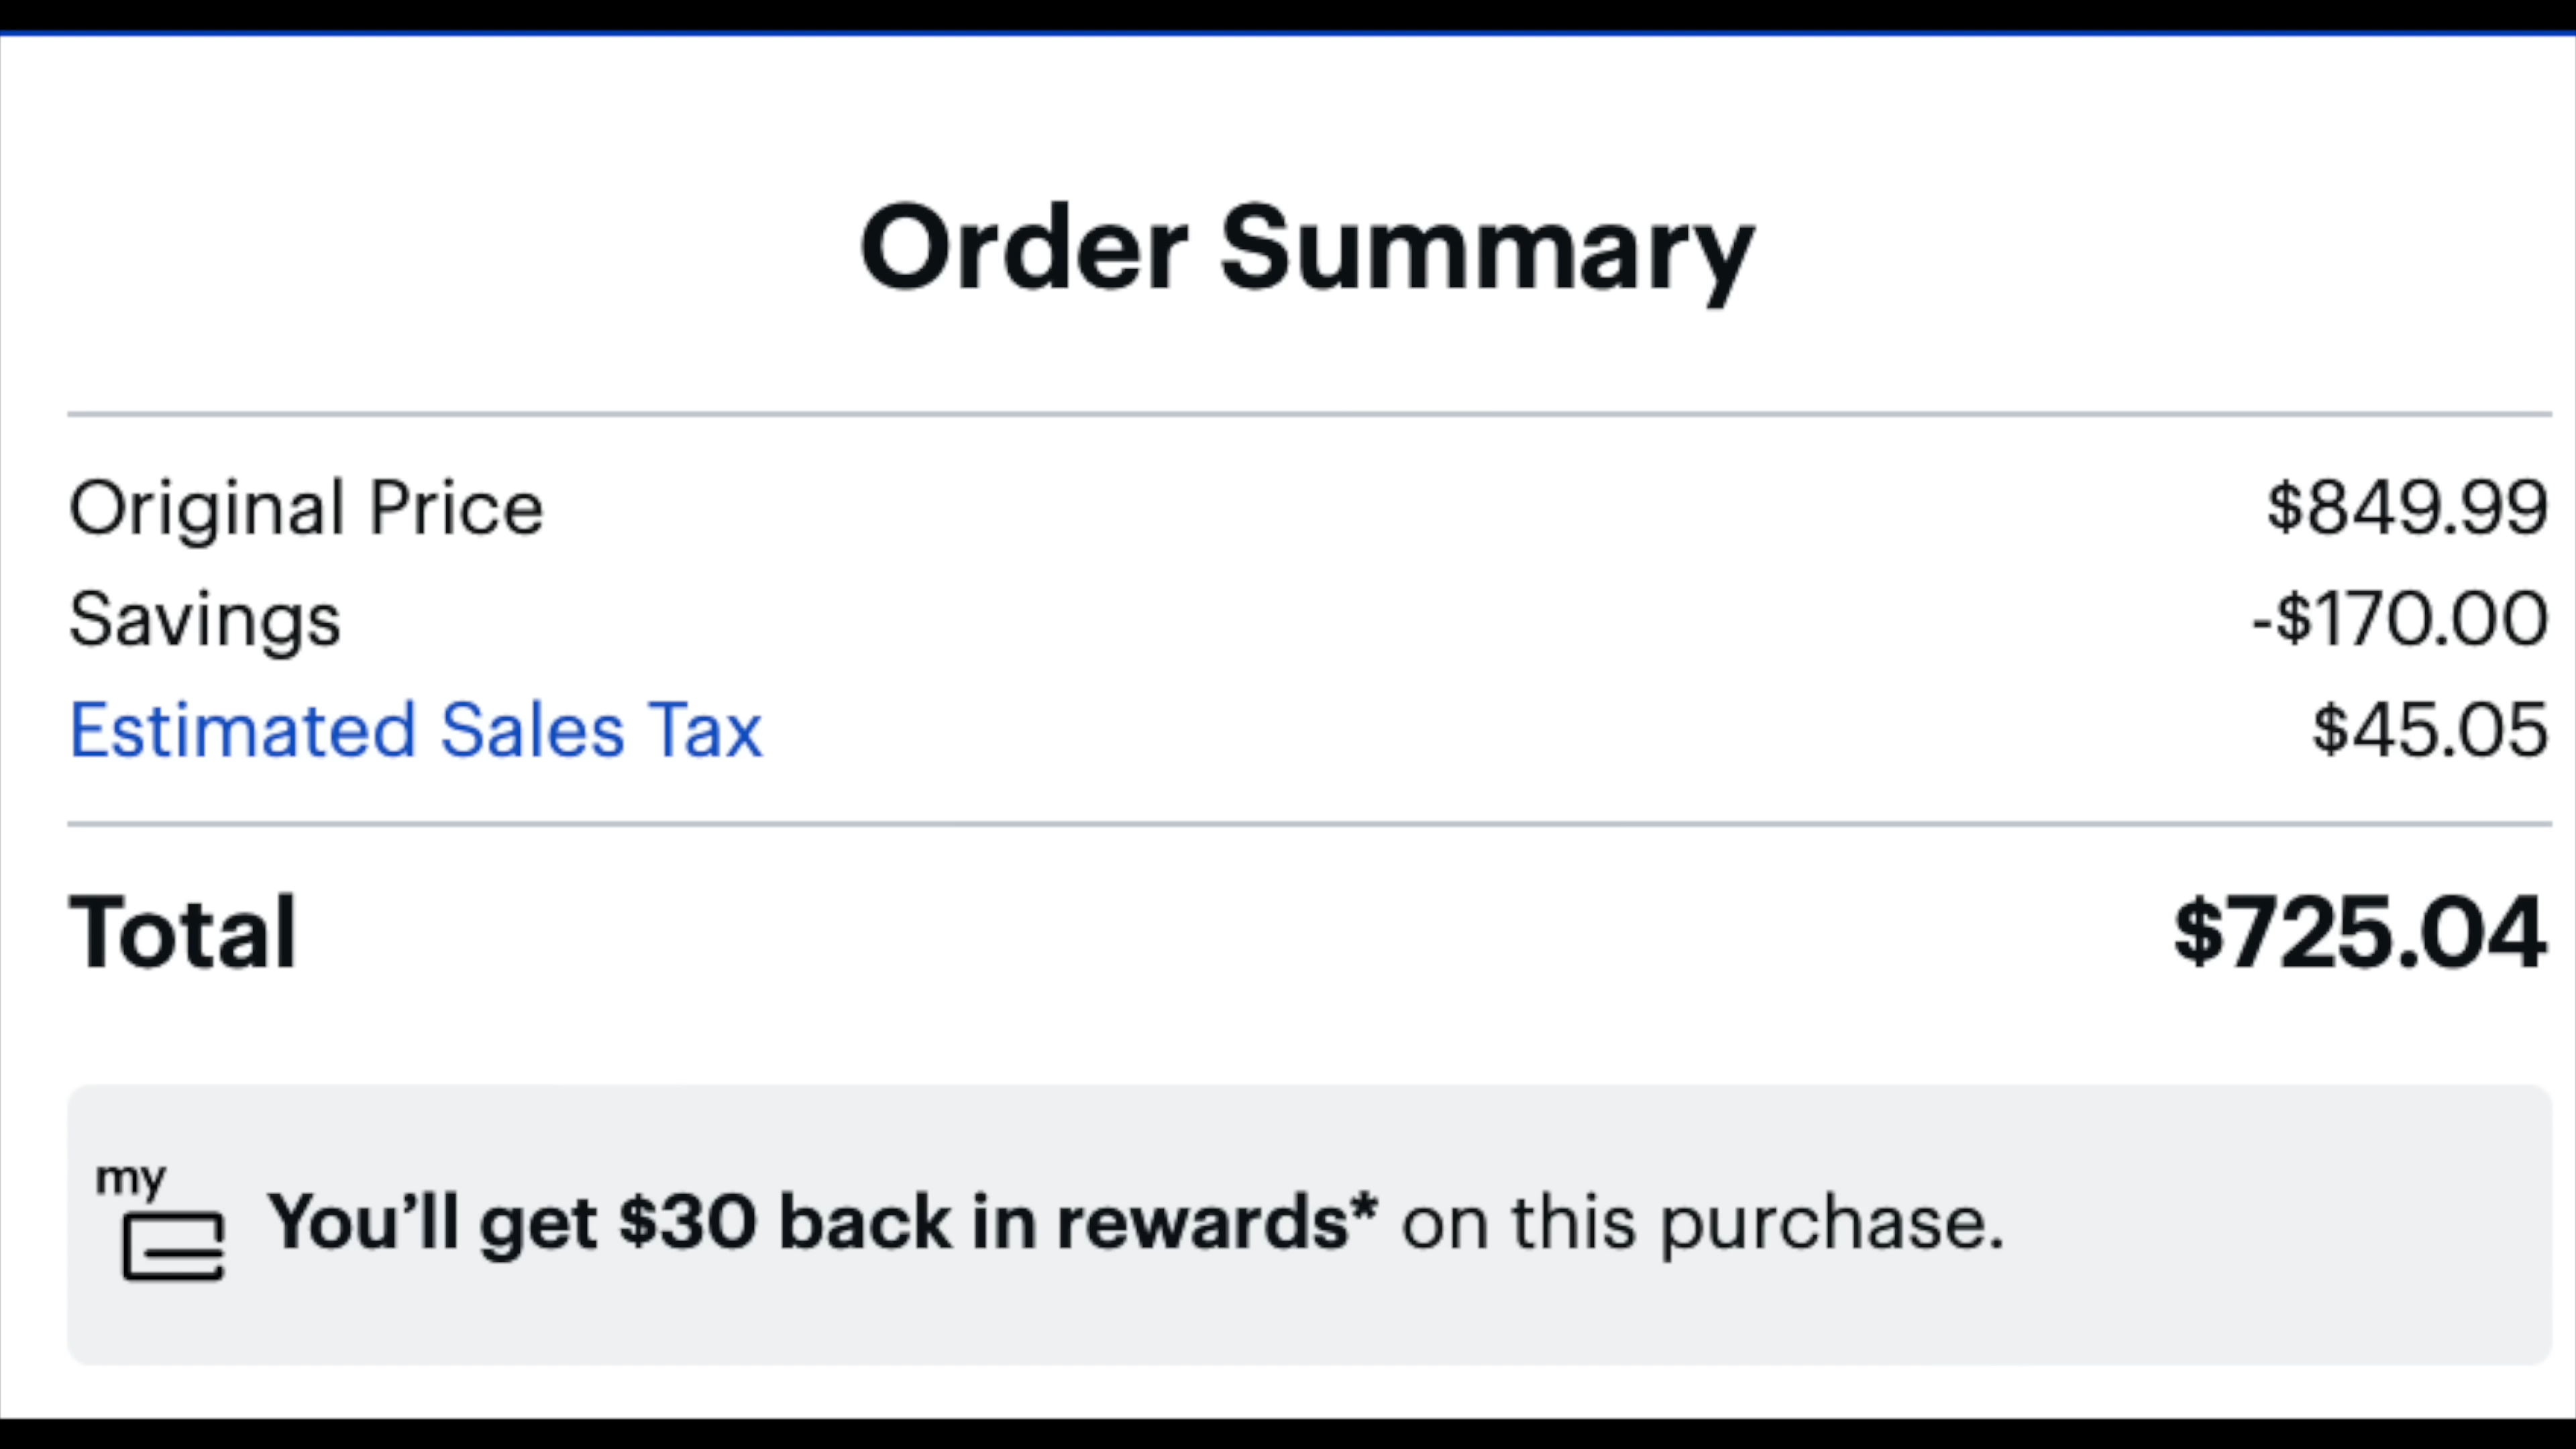 Order Summary
Original Price $849.99
Savings -$170.00
Estimated Sales Tax $45.05
Total $725.04
my
You’ll get $30 back in rewards* on this purchase.